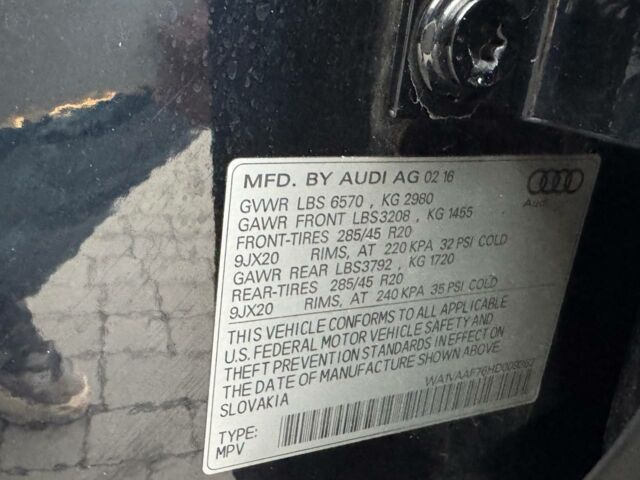 MFD. BY AUDI AG 02 16
GVWR LBS 6570 , KG 2980
GAWR FRONT LBS3208 , KG 1455
FRONT-TIRES 285/45 R20
9JX20 RIMS, AT 220 KPA 32 PSI COLD
GAWR REAR LBS3792 , KG 1720
REAR-TIRES 285/45 R20
9JX20 RIMS, AT 240 KPA 35 PSI COLD
Audi
THIS VEHICLE CONFORMS TO ALL APPLICABLE
U.S. FEDERAL MOTOR VEHICLE SAFETY AND
THEFT PREVENTION STANDARDS IN EFFECT ON
THE DATE OF MANUFACTURE SHOWN ABOVE.
SLOVAKIA
TYPE:
MPV